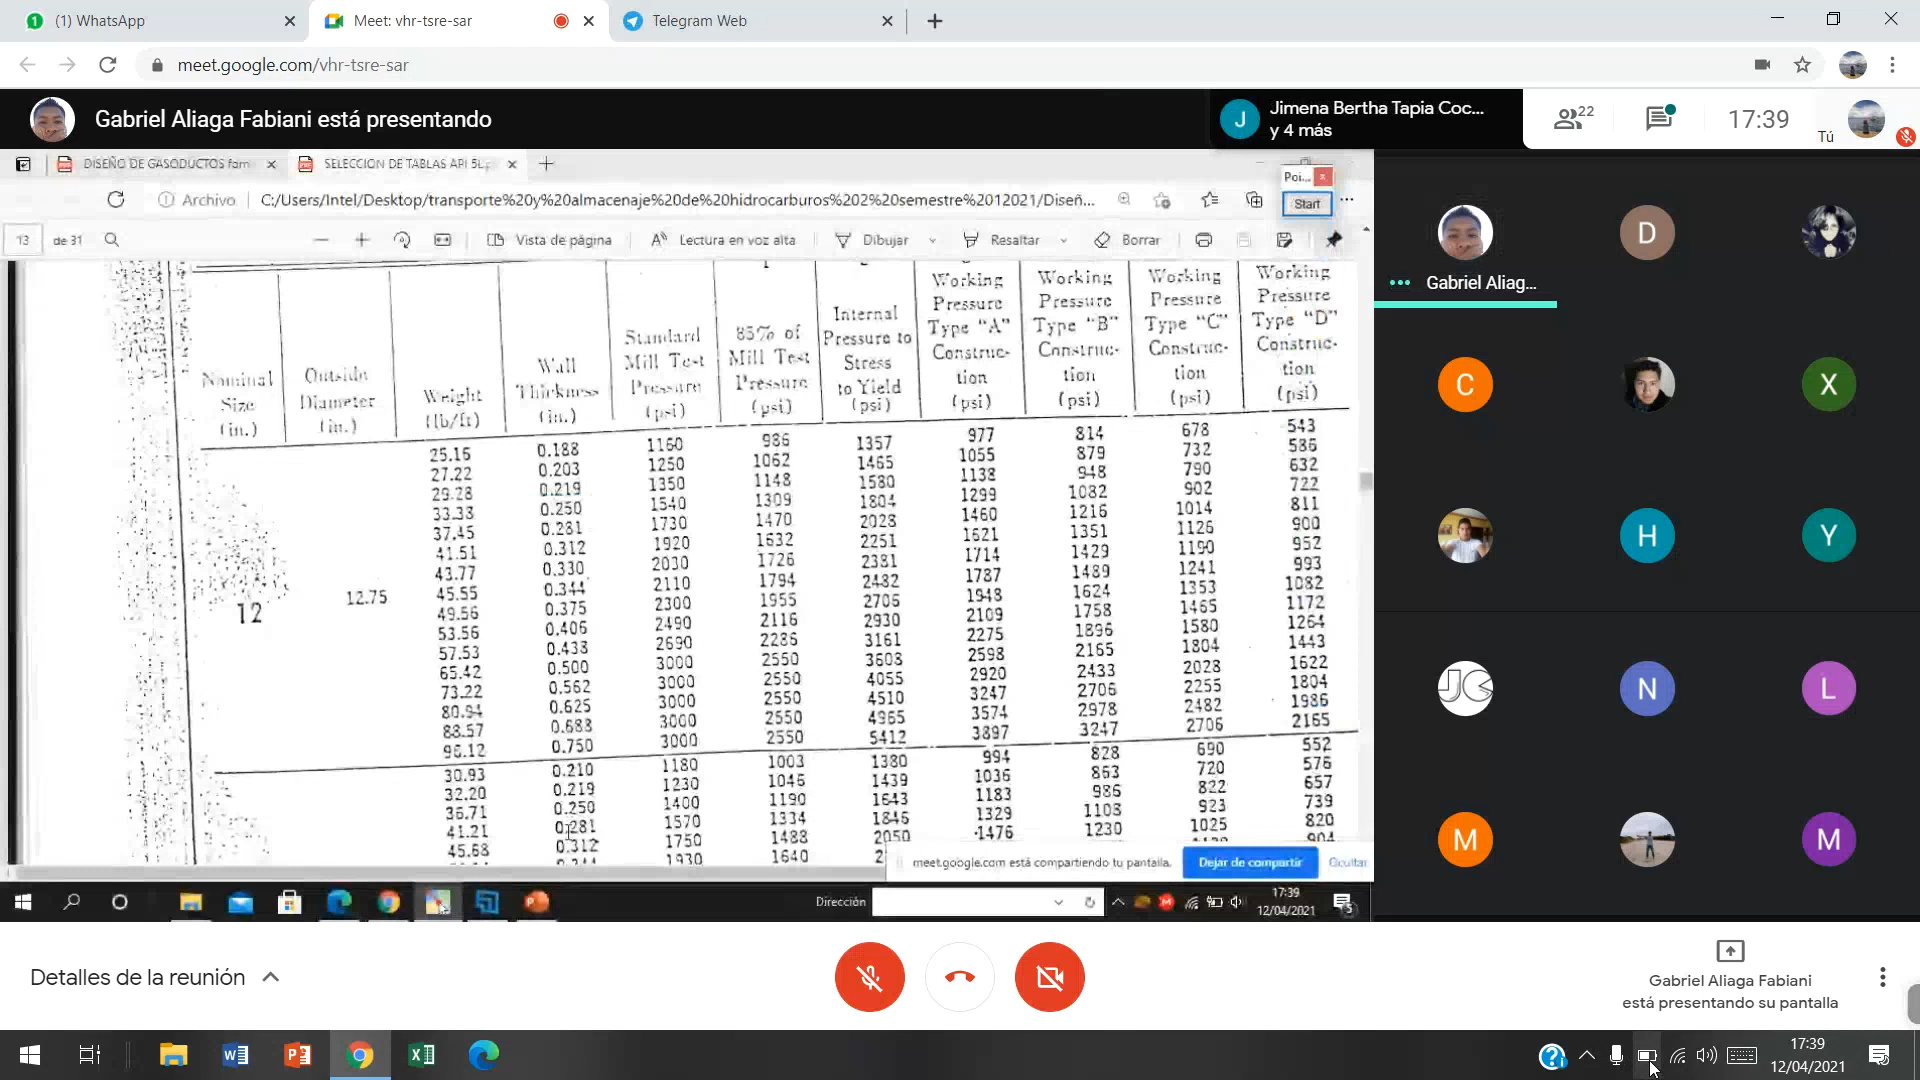 (1) WhatsApp
Meet: vhr-tsre-sar
Telegram Web
meet.google.com/vhr-tsre-sar
Gabriel Aliaga Fabiani está presentando
J
Jimena Bertha Tapia Coc...
y 4 más
22
17:39
Tú
DISEÑO DE GASODUCTOS
SELECCION DE TABLAS API 5L
Poi...
Archivo
C:/Users/Intel/Desktop/transporte%20y%20almacenaje%20de%20hidrocarburos%202%20semestre%2012021/Diseñ...
Start
13 de 31
Vista de página
Lectura en voz alta
Dibujar
Resaltar
Borrar
Nominal Size (in.)
Outside Diameter (in.)
Weight (lb/ft)
Wall Thickness (in.)
Standard Mill Test Pressure (psi)
85% of Mill Test Pressure (psi)
Internal Pressure to Stress to Yield (psi)
Working Pressure Type "A" Construc-tion (psi)
Working Pressure Type "B" Construc-tion (psi)
Working Pressure Type "C" Construc-tion (psi)
Working Pressure Type "D" Construc-tion (psi)
12 12.75
25.16 0.188 1160 986 1357 977 814 678 543
27.22 0.203 1250 1062 1465 1055 879 732 586
29.28 0.219 1350 1148 1580 1138 948 790 632
33.38 0.250 1540 1309 1804 1299 1082 902 722
37.45 0.281 1730 1470 2028 1460 1216 1014 811
41.51 0.312 1920 1632 2251 1621 1351 1126 900
43.77 0.330 2030 1726 2381 1714 1429 1190 952
45.55 0.344 2110 1794 2482 1787 1489 1241 993
49.56 0.375 2300 1955 2706 1948 1624 1353 1082
53.56 0.406 2490 2116 2930 2109 1758 1465 1172
57.53 0.438 2690 2286 3161 2275 1896 1580 1264
65.42 0.500 3000 2550 3608 2598 2165 1804 1443
73.22 0.562 3000 2550 4055 2920 2433 2028 1622
80.94 0.625 3000 2550 4510 3247 2706 2255 1804
88.57 0.688 3000 2550 4965 3574 2978 2482 1986
96.12 0.750 3000 2550 5412 3897 3247 2706 2165
30.93 0.210 1180 1003 1380 994 828 690 552
32.20 0.219 1230 1046 1439 1036 863 720 576
36.71 0.250 1400 1190 1643 1183 986 822 657
41.21 0.281 1570 1334 1846 1329 1108 923 739
45.68 0.312 1750 1488 2050 1476 1230 1025 820
1930 1640 904
meet.google.com está compartiendo tu pantalla.
Dejar de compartir
Ocultar
Dirección
17:39
12/04/2021
5
Gabriel Aliag...
D
C
X
H
Y
JC
N
L
M
M
Detalles de la reunión
Gabriel Aliaga Fabiani
está presentando su pantalla
17:39
12/04/2021